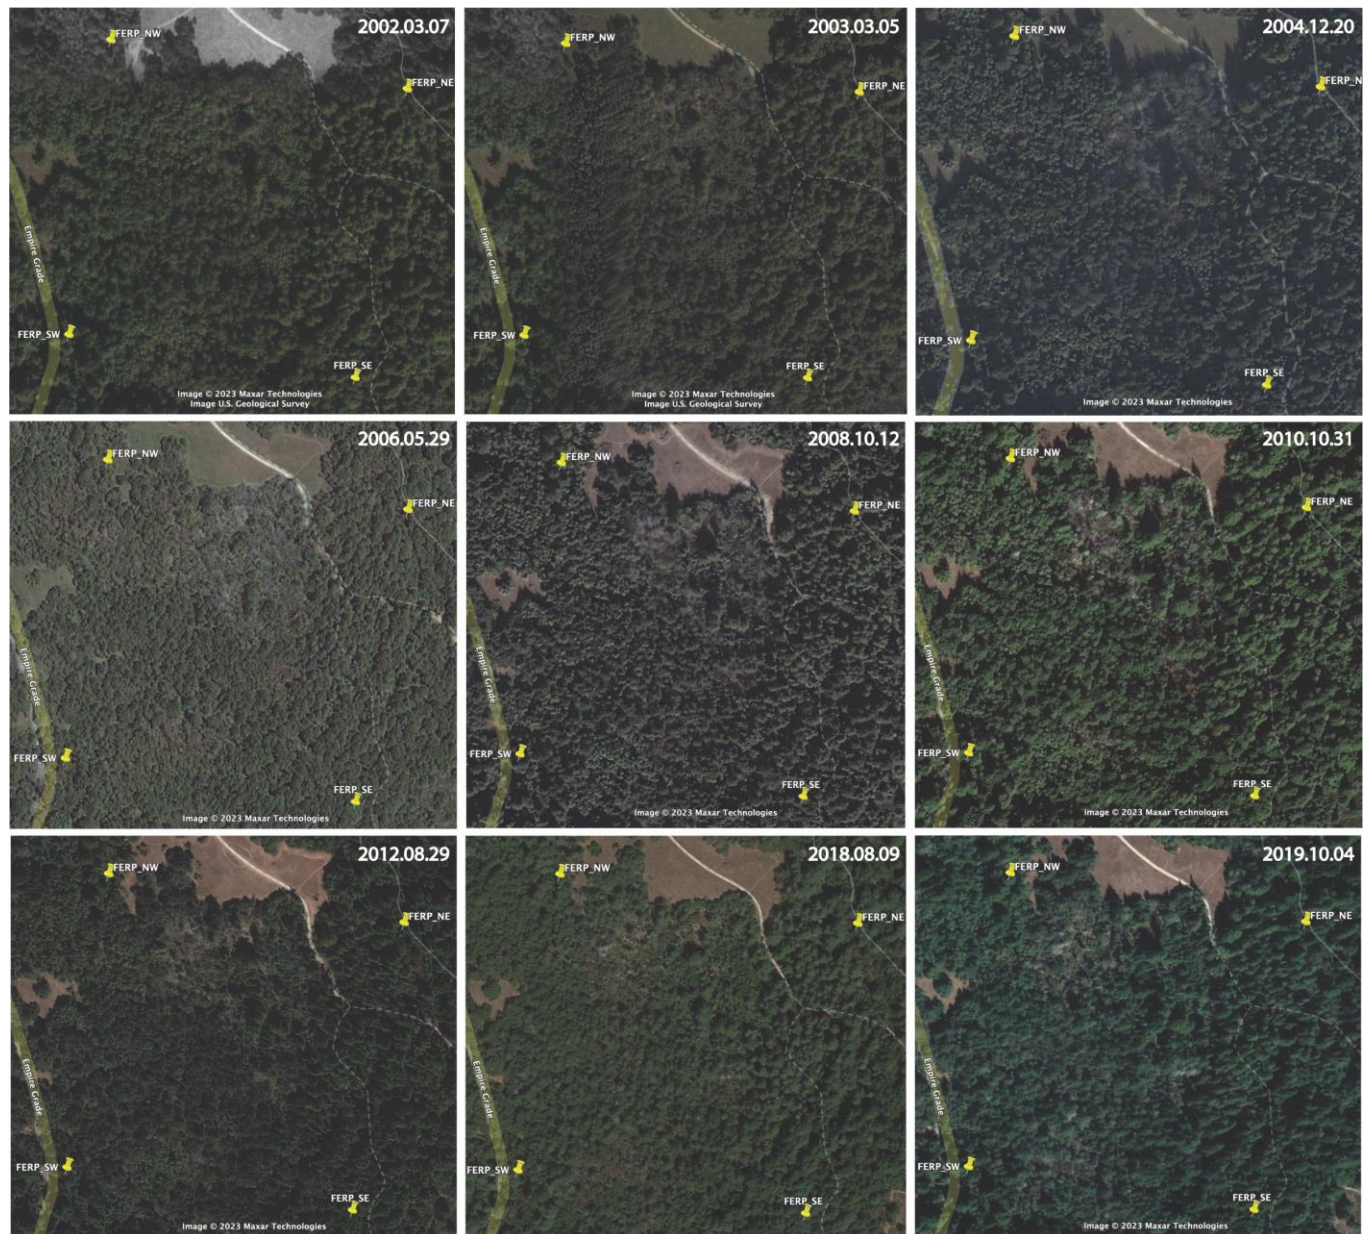 2002.03.07
FERP_NW
FERP_NE
Empire Grade
FERP_SW
FERP_SE
Image © 2023 Maxar Technologies
Image U.S. Geological Survey
2003.03.05
FERP_NW
FERP_NE
Empire Grade
FERP_SW
FERP_SE
Image © 2023 Maxar Technologies
Image U.S. Geological Survey
2004.12.20
FERP_NW
FERP_N
FERP_SW
FERP_SE
Image © 2023 Maxar Technologies
2006.05.29
FERP_NW
FERP_NE
Empire Grade
FERP_SW
FERP_SE
Image © 2023 Maxar Technologies
2008.10.12
FERP_NW
FERP_NE
Empire Grade
FERP_SW
FERP_SE
Image © 2023 Maxar Technologies
2010.10.31
FERP_NW
FERP_NE
Empire Grade
FERP_SW
FERP_SE
Image © 2023 Maxar Technologies
2012.08.29
FERP_NW
FERP_NE
Empire Grade
FERP_SW
FERP_SE
Image © 2023 Maxar Technologies
2018.08.09
FERP_NW
FERP_NE
Empire Grade
FERP_SW
FERP_SE
2019.10.04
FERP_NW
FERP_NE
Empire Grade
FERP_SW
FERP_SE
Image © 2023 Maxar Technologies